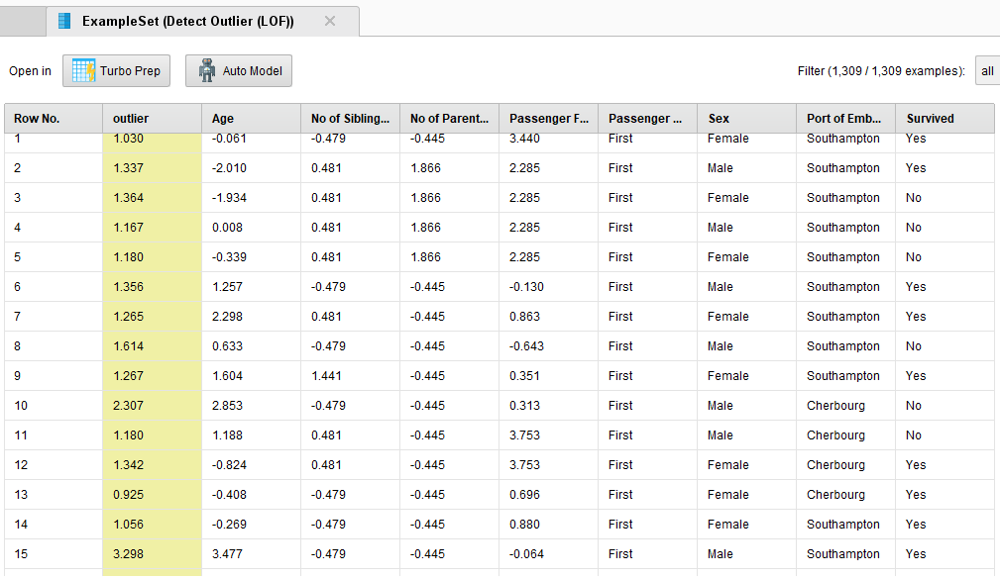 ExampleSet (Detect Outlier (LOF))
Open in Turbo Prep Auto Model Filter (1,309 / 1,309 examples): all
Row No. outlier Age No of Sibling... No of Parent... Passenger F... Passenger ... Sex Port of Emb... Survived
1 1.030 -0.061 -0.479 -0.445 3.440 First Female Southampton Yes
2 1.337 -2.010 0.481 1.866 2.285 First Male Southampton Yes
3 1.364 -1.934 0.481 1.866 2.285 First Female Southampton No
4 1.167 0.008 0.481 1.866 2.285 First Male Southampton No
5 1.180 -0.339 0.481 1.866 2.285 First Female Southampton No
6 1.356 1.257 -0.479 -0.445 -0.130 First Male Southampton Yes
7 1.265 2.298 0.481 -0.445 0.863 First Female Southampton Yes
8 1.614 0.633 -0.479 -0.445 -0.643 First Male Southampton No
9 1.267 1.604 1.441 -0.445 0.351 First Female Southampton Yes
10 2.307 2.853 -0.479 -0.445 0.313 First Male Cherbourg No
11 1.180 1.188 0.481 -0.445 3.753 First Male Cherbourg No
12 1.342 -0.824 0.481 -0.445 3.753 First Female Cherbourg Yes
13 0.925 -0.408 -0.479 -0.445 0.696 First Female Cherbourg Yes
14 1.056 -0.269 -0.479 -0.445 0.880 First Female Southampton Yes
15 3.298 3.477 -0.479 -0.445 -0.064 First Male Southampton Yes